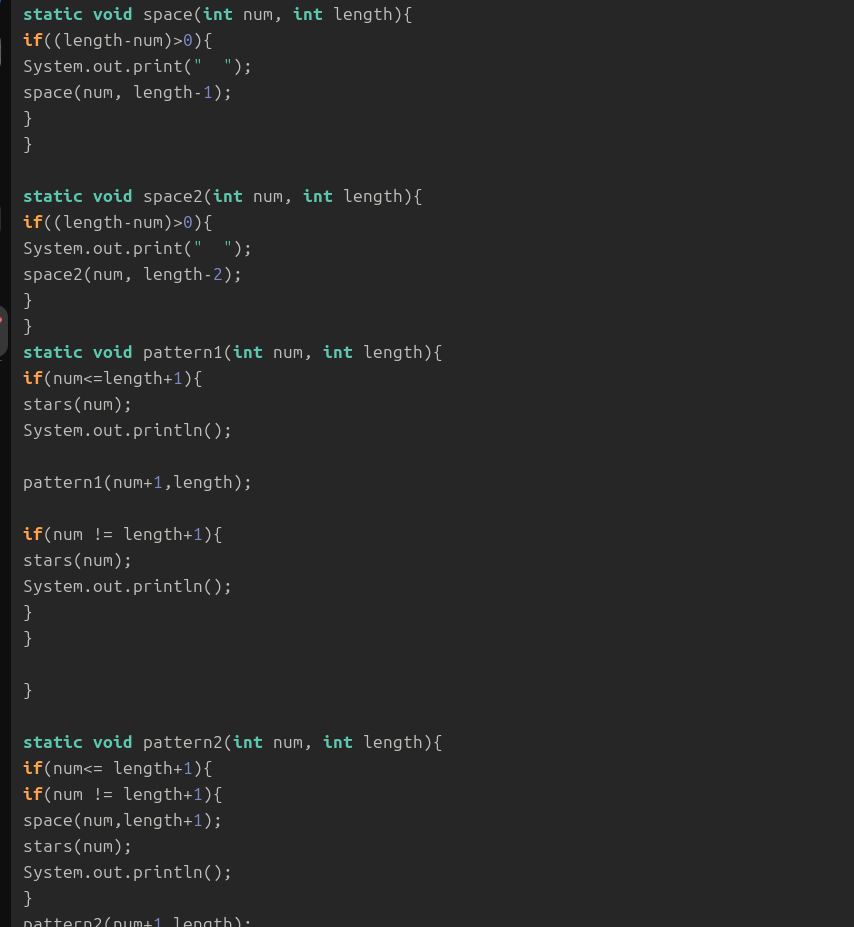 static void space(int num, int length){
if((length-num)>0){
System.out.print("  ");
space(num, length-1);
}
}
static void space2(int num, int length){
if((length-num)>0){
System.out.print("  ");
space2(num, length-2);
}
}
static void pattern1(int num, int length){
if(num<=length+1){
stars(num);
System.out.println();
pattern1(num+1,length);
if(num != length+1){
stars(num);
System.out.println();
}
}
}
static void pattern2(int num, int length){
if(num<= length+1){
if(num != length+1){
space(num,length+1);
stars(num);
System.out.println();
}
pattern2(num+1,length);